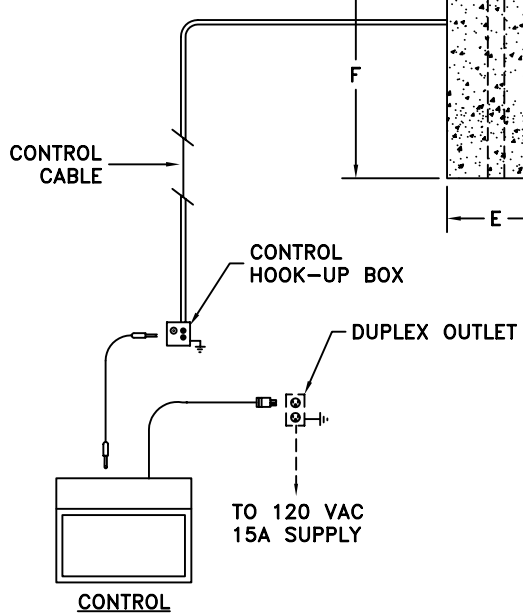 F
CONTROL
CABLE
E
CONTROL
HOOK-UP BOX
DUPLEX OUTLET
TO 120 VAC
15A SUPPLY
CONTROL